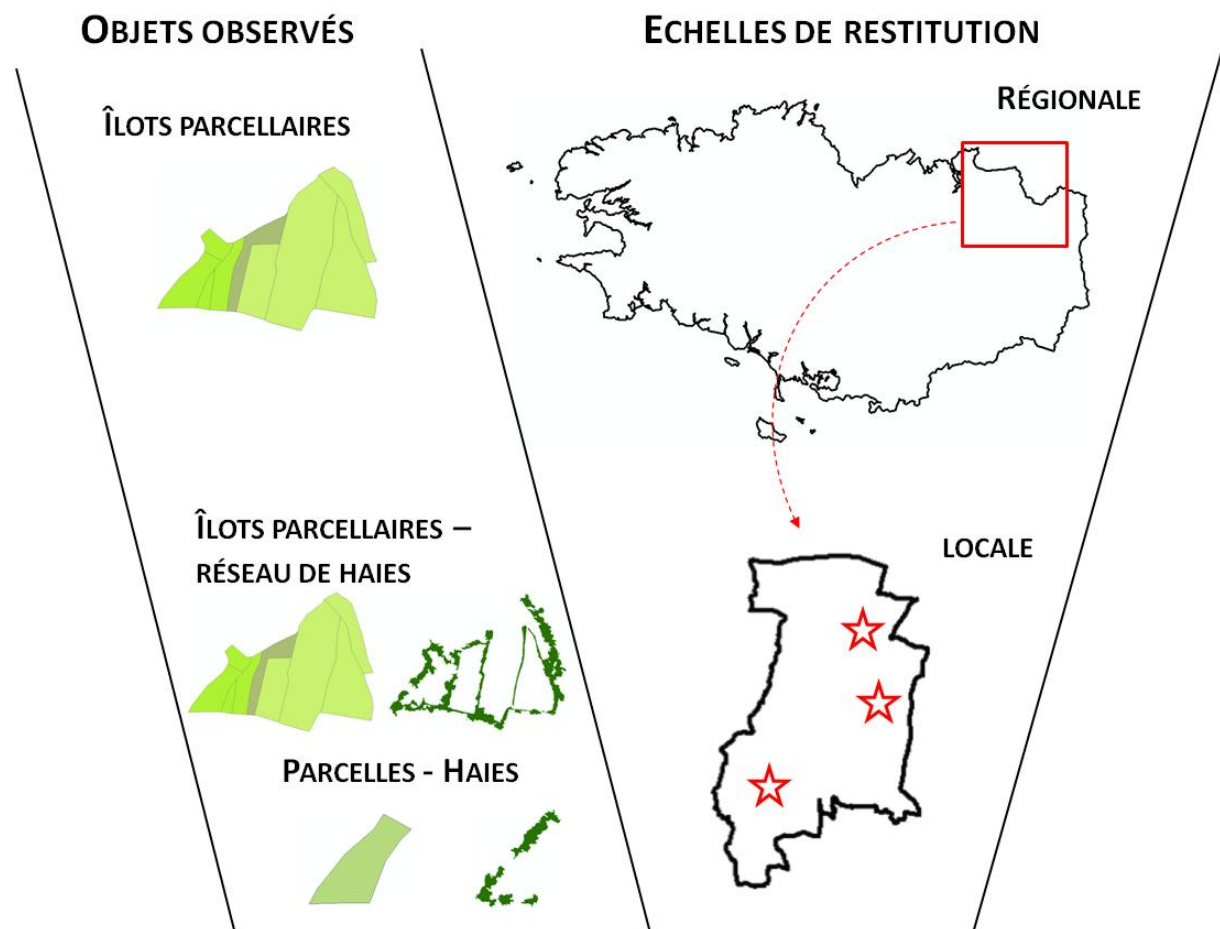 OBJETS OBSERVÉS
ECHELLES DE RESTITUTION
RÉGIONALE
ÎLOTS PARCELLAIRES
ÎLOTS PARCELLAIRES –
RÉSEAU DE HAIES
LOCALE
PARCELLES - HAIES